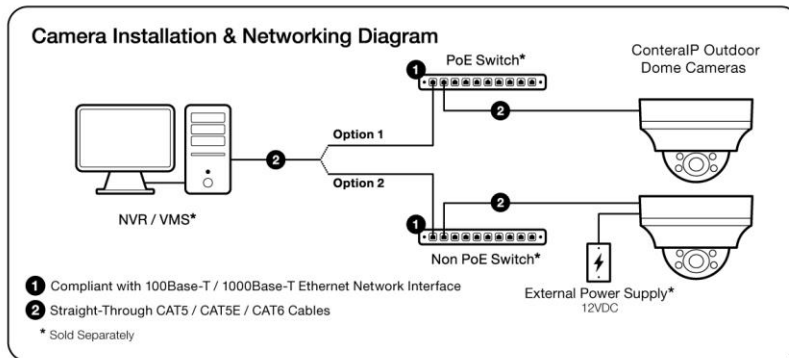 Camera Installation & Networking Diagram
PoE Switch*
ConteraIP Outdoor
Dome Cameras
1
2
Option 1
2
Option 2
NVR / VMS*
1
2
Non PoE Switch*
External Power Supply*
12VDC
1 Compliant with 100Base-T / 1000Base-T Ethernet Network Interface
2 Straight-Through CAT5 / CAT5E / CAT6 Cables
* Sold Separately